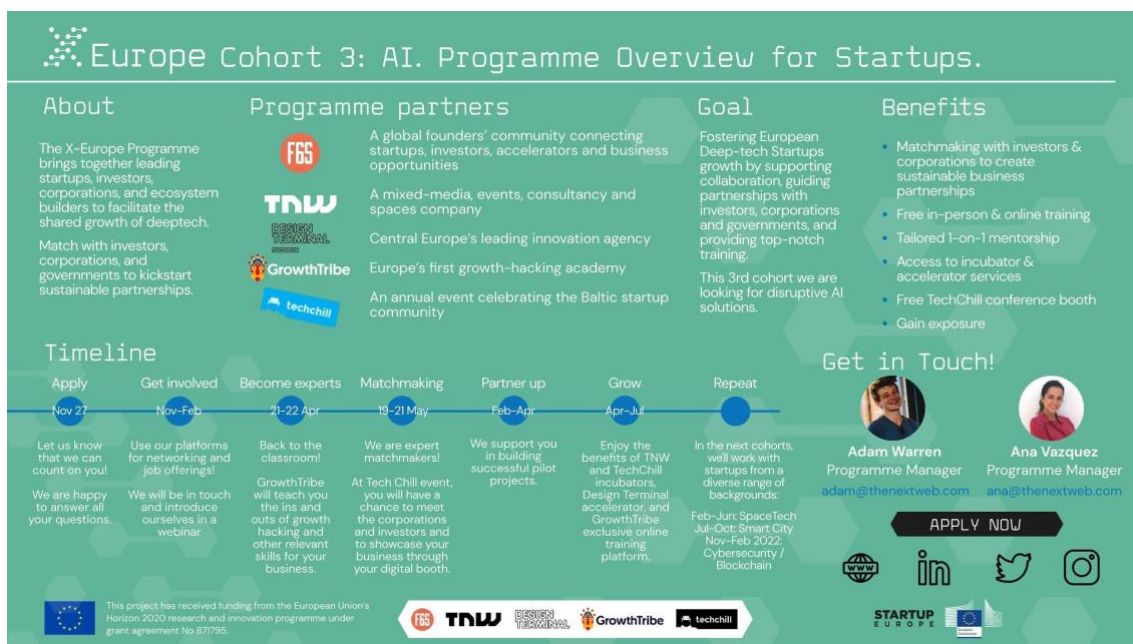 Europe Cohort 3: AI. Programme Overview for Startups.
About
The X-Europe Programme
brings together leading
startups, investors,
corporations, and ecosystem
builders to facilitate the
shared growth of deeptech.
Match with investors,
corporations, and
governments to kickstart
sustainable partnerships.
Programme partners
F6S
A global founders' community connecting
startups, investors, accelerators and business
opportunities
TNW
A mixed-media, events, consultancy and
spaces company
DESIGN
TERMINAL
Central Europe's leading innovation agency
GrowthTribe
Europe's first growth-hacking academy
techchill
An annual event celebrating the Baltic startup
community
Goal
Fostering European
Deep-tech Startups
growth by supporting
collaboration, guiding
partnerships with
investors, corporations
and governments, and
providing top-notch
training.
This 3rd cohort we are
looking for disruptive AI
solutions.
Benefits
• Matchmaking with investors &
corporations to create
sustainable business
partnerships
• Free in-person & online training
• Tailored 1-on-1 mentorship
• Access to incubator &
accelerator services
• Free TechChill conference booth
• Gain exposure
Timeline
Apply
Nov 27
Let us know
that we can
count on you!
We are happy
to answer all
your questions.
Get involved
Nov-Feb
Use our platforms
for networking and
job offerings!
We will be in touch
and introduce
ourselves in a
webinar
Become experts
21-22 Apr
Back to the
classroom!
GrowthTribe
will teach you
the ins and
outs of growth
hacking and
other relevant
skills for your
business.
Matchmaking
19-21 May
We are expert
matchmakers!
At Tech Chill event,
you will have a
chance to meet
the corporations
and investors and
to showcase your
business through
your digital booth.
Partner up
Feb-Apr
We support you
in building
successful pilot
projects.
Grow
Apr-Jul
Enjoy the
benefits of TNW
and TechChill
incubators,
Design Terminal
accelerator, and
GrowthTribe
exclusive online
training
platform.
Repeat
In the next cohorts,
we'll work with
startups from a
diverse range of
backgrounds:
Feb-Jun: SpaceTech
Jul-Oct: Smart City
Nov-Feb 2022:
Cybersecurity /
Blockchain
Get in Touch!
Adam Warren
Programme Manager
adam@thenextweb.com
Ana Vazquez
Programme Manager
ana@thenextweb.com
APPLY NOW
WWW
in
This project has received funding from the European Union's
Horizon 2020 research and innovation programme under
grant agreement No 871795.
F6S TNW DESIGN TERMINAL GrowthTribe techchill
STARTUP
EUROPE